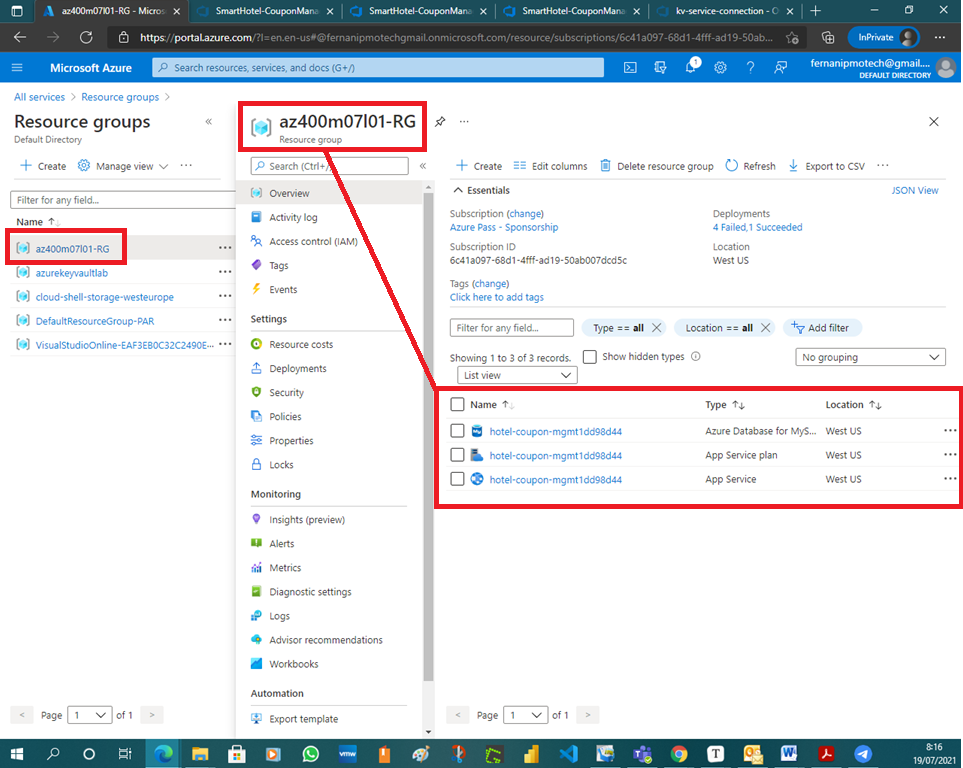 az400m07l01-RG - Micros
SmartHotel-CouponMana
SmartHotel-CouponMana
SmartHotel-CouponMana
kv-service-connection - O
https://portal.azure.com/?l=en.en-us#@fernanipmotechgmail.onmicrosoft.com/resource/subscriptions/6c41a097-68d1-4fff-ad19-50ab...
InPrivate
Microsoft Azure
Search resources, services, and docs (G+/)
1
fernanipmotech@gmail....
DEFAULT DIRECTORY
All services > Resource groups >
Resource groups
Default Directory
Create
Manage view
Filter for any field...
Name
az400m07l01-RG
azurekeyvaultlab
cloud-shell-storage-westeurope
DefaultResourceGroup-PAR
VisualStudioOnline-EAF3EB0C32C2490E...
< Page 1 of 1 >
az400m07l01-RG
Resource group
Search (Ctrl+/)
Overview
Activity log
Access control (IAM)
Tags
Events
Settings
Resource costs
Deployments
Security
Policies
Properties
Locks
Monitoring
Insights (preview)
Alerts
Metrics
Diagnostic settings
Logs
Advisor recommendations
Workbooks
Automation
Export template
Create
Edit columns
Delete resource group
Refresh
Export to CSV
Essentials
JSON View
Subscription (change)
Azure Pass - Sponsorship
Subscription ID
6c41a097-68d1-4fff-ad19-50ab007dcd5c
Tags (change)
Click here to add tags
Deployments
4 Failed,1 Succeeded
Location
West US
Filter for any field...
Type == all
Location == all
Add filter
Showing 1 to 3 of 3 records.
Show hidden types
No grouping
List view
Name Type Location
hotel-coupon-mgmt1dd98d44 Azure Database for MyS... West US
hotel-coupon-mgmt1dd98d44 App Service plan West US
hotel-coupon-mgmt1dd98d44 App Service West US
< Page 1 of 1 >
vmw
8:16
19/07/2021